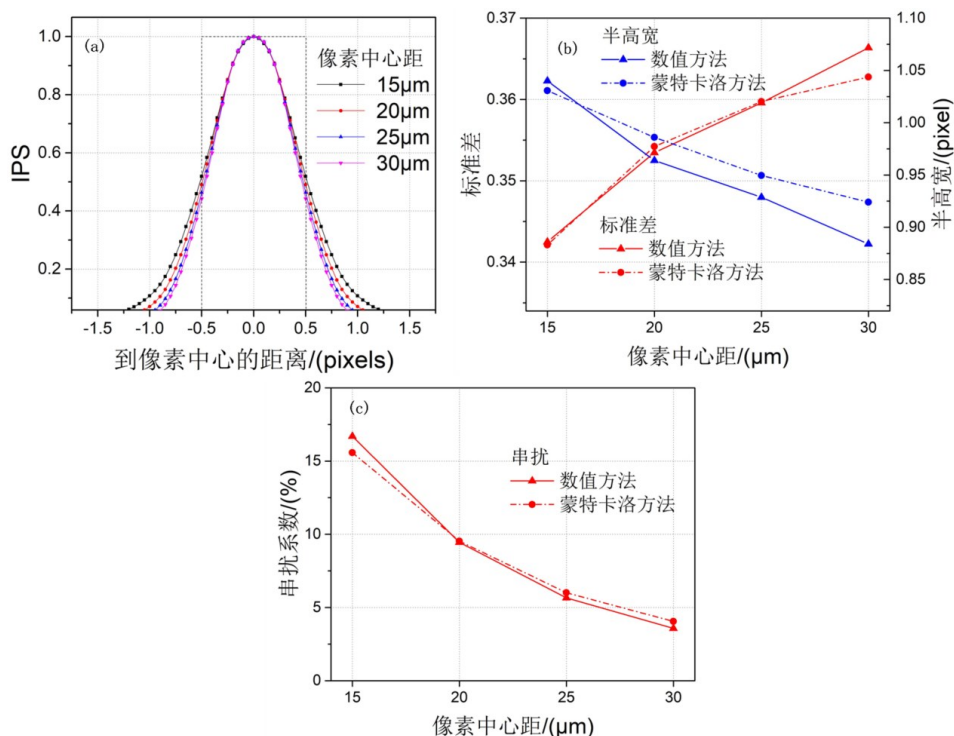 (a)
像素中心距
15μm
20μm
25μm
30μm
IPS
1.0
0.8
0.6
0.4
0.2
-1.5 -1.0 -0.5 0.0 0.5 1.0 1.5
到像素中心的距离/(pixels)
(b)
半高宽
数值方法
蒙特卡洛方法
标准差
数值方法
蒙特卡洛方法
标准差
0.37
0.36
0.35
0.34
半高宽/(pixel)
1.10
1.05
1.00
0.95
0.90
0.85
15 20 25 30
像素中心距/(μm)
(c)
串扰
数值方法
蒙特卡洛方法
串扰系数/(%)
20
15
10
5
0
15 20 25 30
像素中心距/(μm)